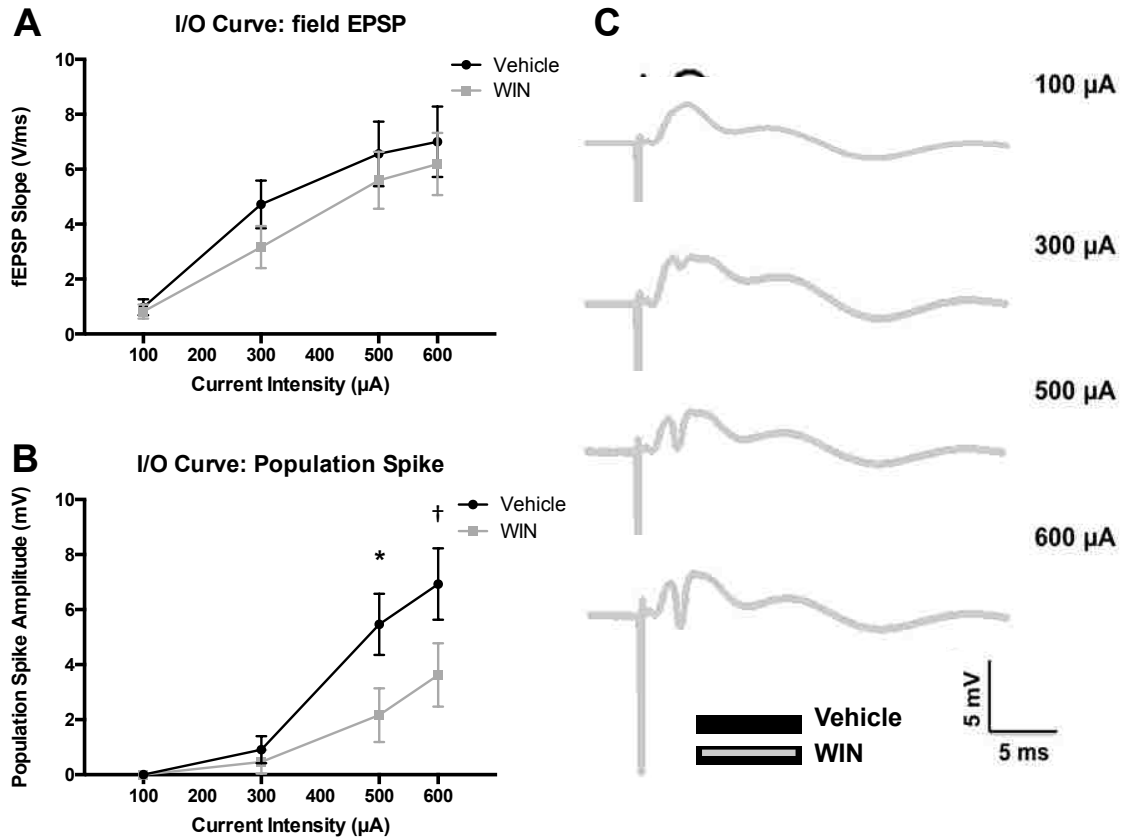 A
I/O Curve: field EPSP
Vehicle
WIN
fEPSP Slope (V/ms)
10
8
6
4
2
0
100 200 300 400 500 600
Current Intensity (µA)
B
I/O Curve: Population Spike
Vehicle
WIN
Population Spike Amplitude (mV)
10
8
6
4
2
0
*
†
100 200 300 400 500 600
Current Intensity (µA)
C
100 µA
300 µA
500 µA
600 µA
Vehicle
WIN
5 mV
5 ms